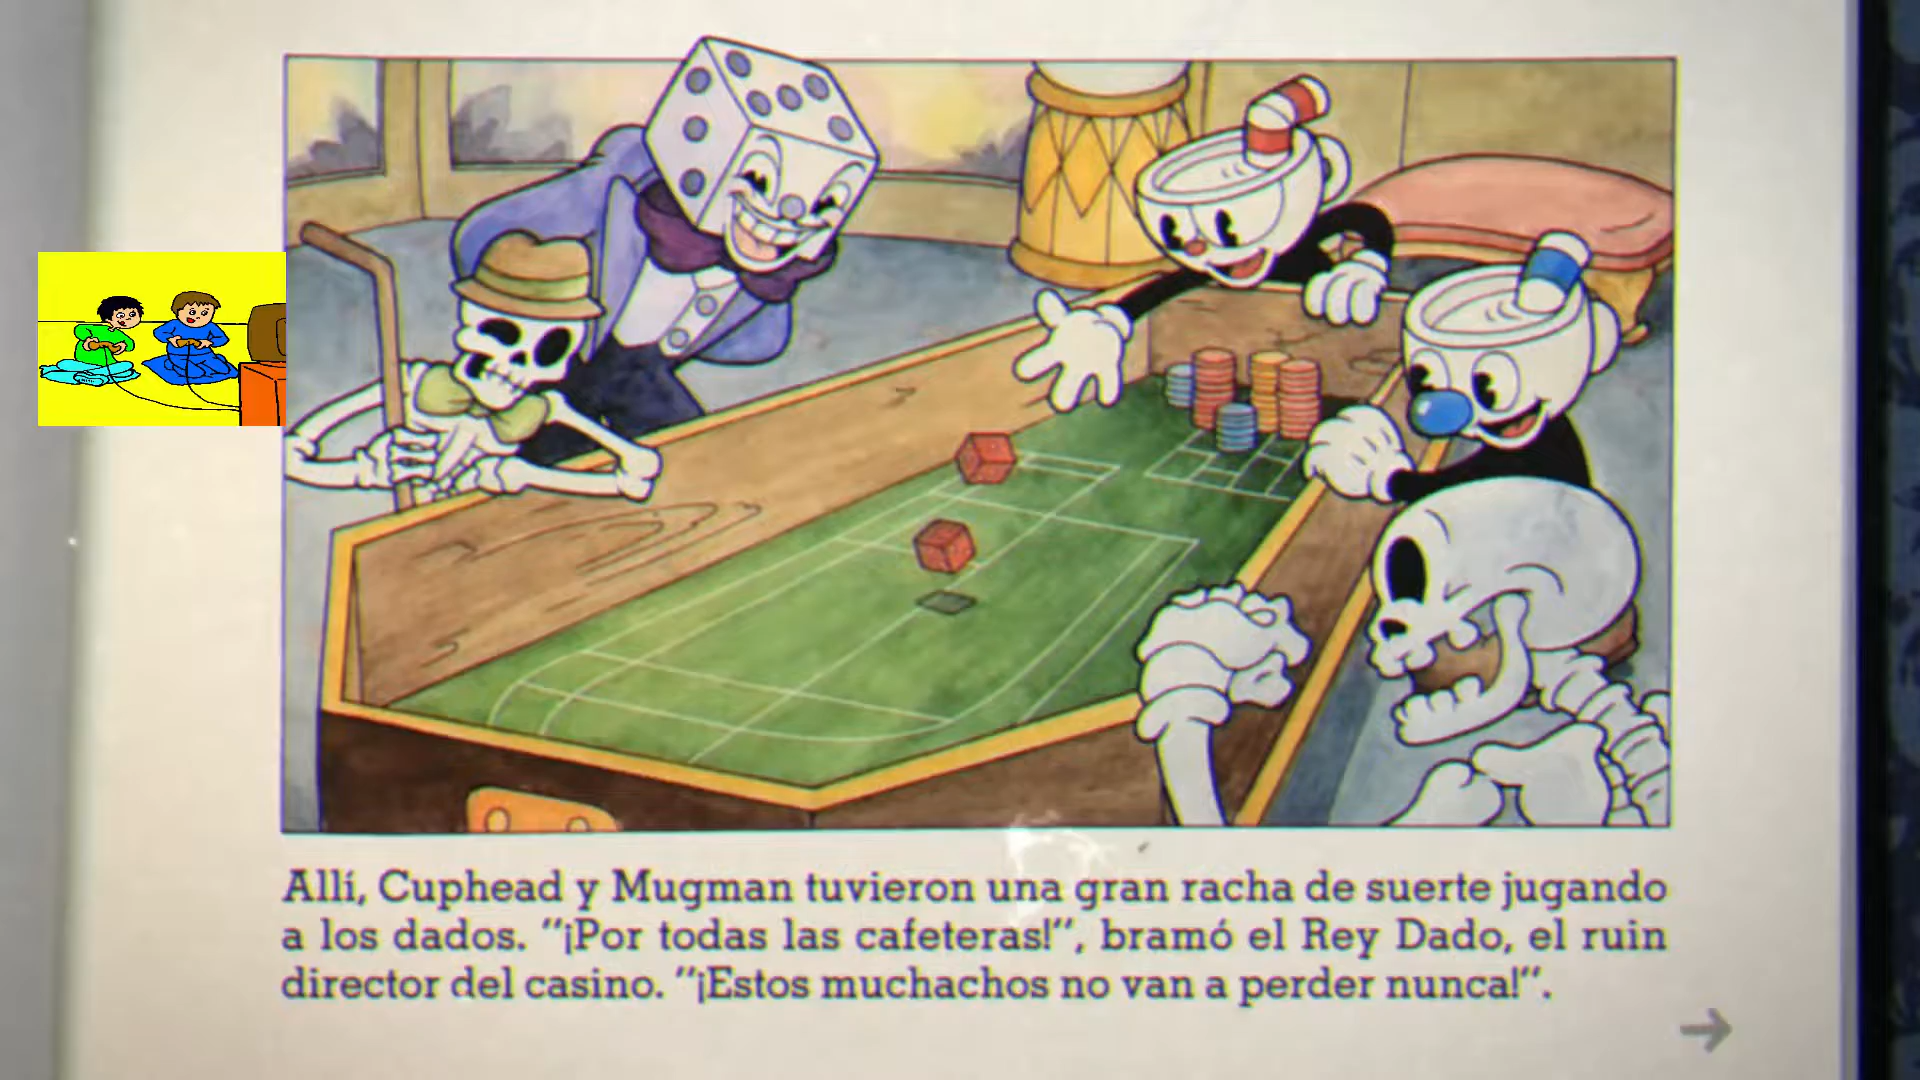 Allí, Cuphead y Mugman tuvieron una gran racha de suerte jugando
a los dados. “¡Por todas las cafeteras!”, bramó el Rey Dado, el ruin
director del casino. “¡Estos muchachos no van a perder nunca!”.